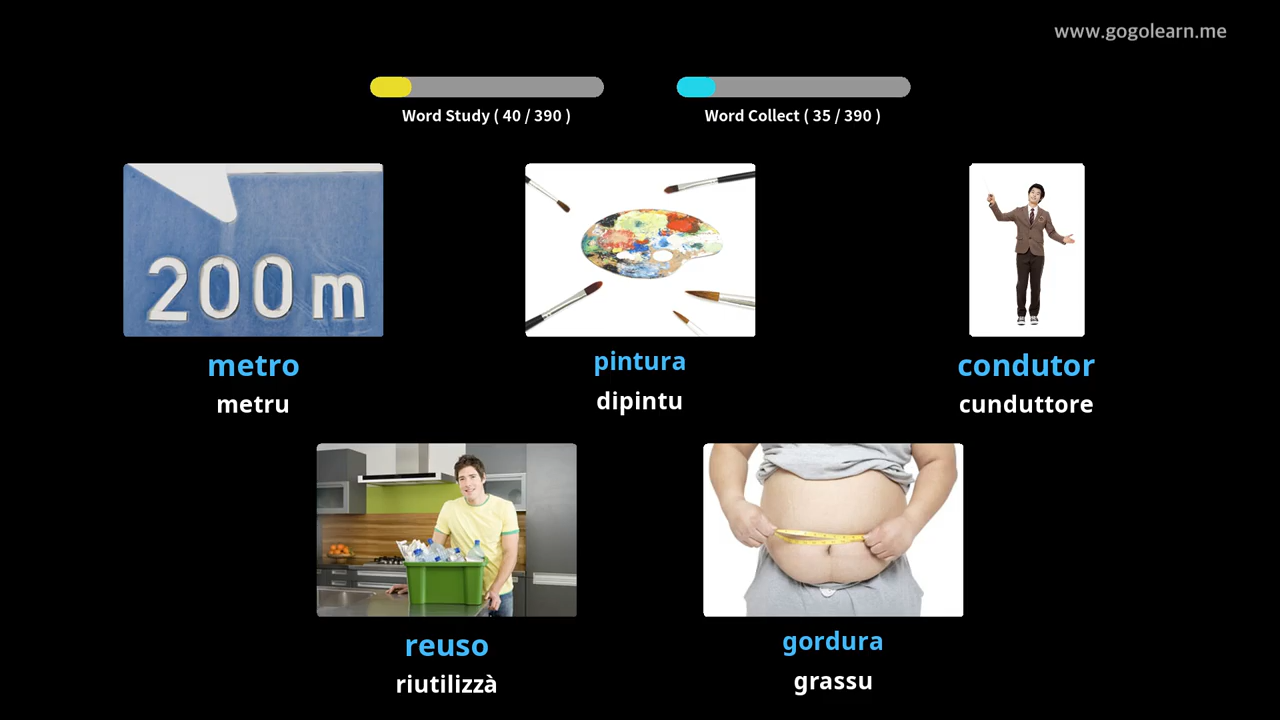 www.gogolearn.me
Word Study ( 40 / 390 )
Word Collect ( 35 / 390 )
200m
metro
metru
pintura
dipintu
condutor
cunduttore
reuso
riutilizzà
gordura
grassu